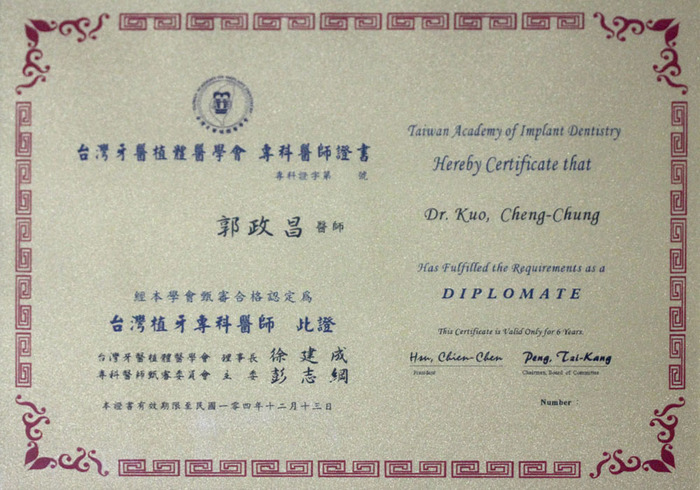 台灣牙醫植體醫學會 專科醫師證書
專科證字第 號
郭政昌 醫師
經本學會甄審合格認定為
台灣植牙專科醫師 此證
台灣牙醫植體醫學會 理事長 徐建成
專科醫師甄審委員會 主委 彭志綱
本證書有效期限至民國一零四年十二月十三日
Taiwan Academy of Implant Dentistry
Hereby Certificate that
Dr. Kuo, Cheng-Chung
Has Fulfilled the Requirements as a
DIPLOMATE
This Certificate is Valid Only for 6 Years.
Hsu, Chien-Chen Peng, Tzi-Kang
President Chairman, Board of Committee
Number :